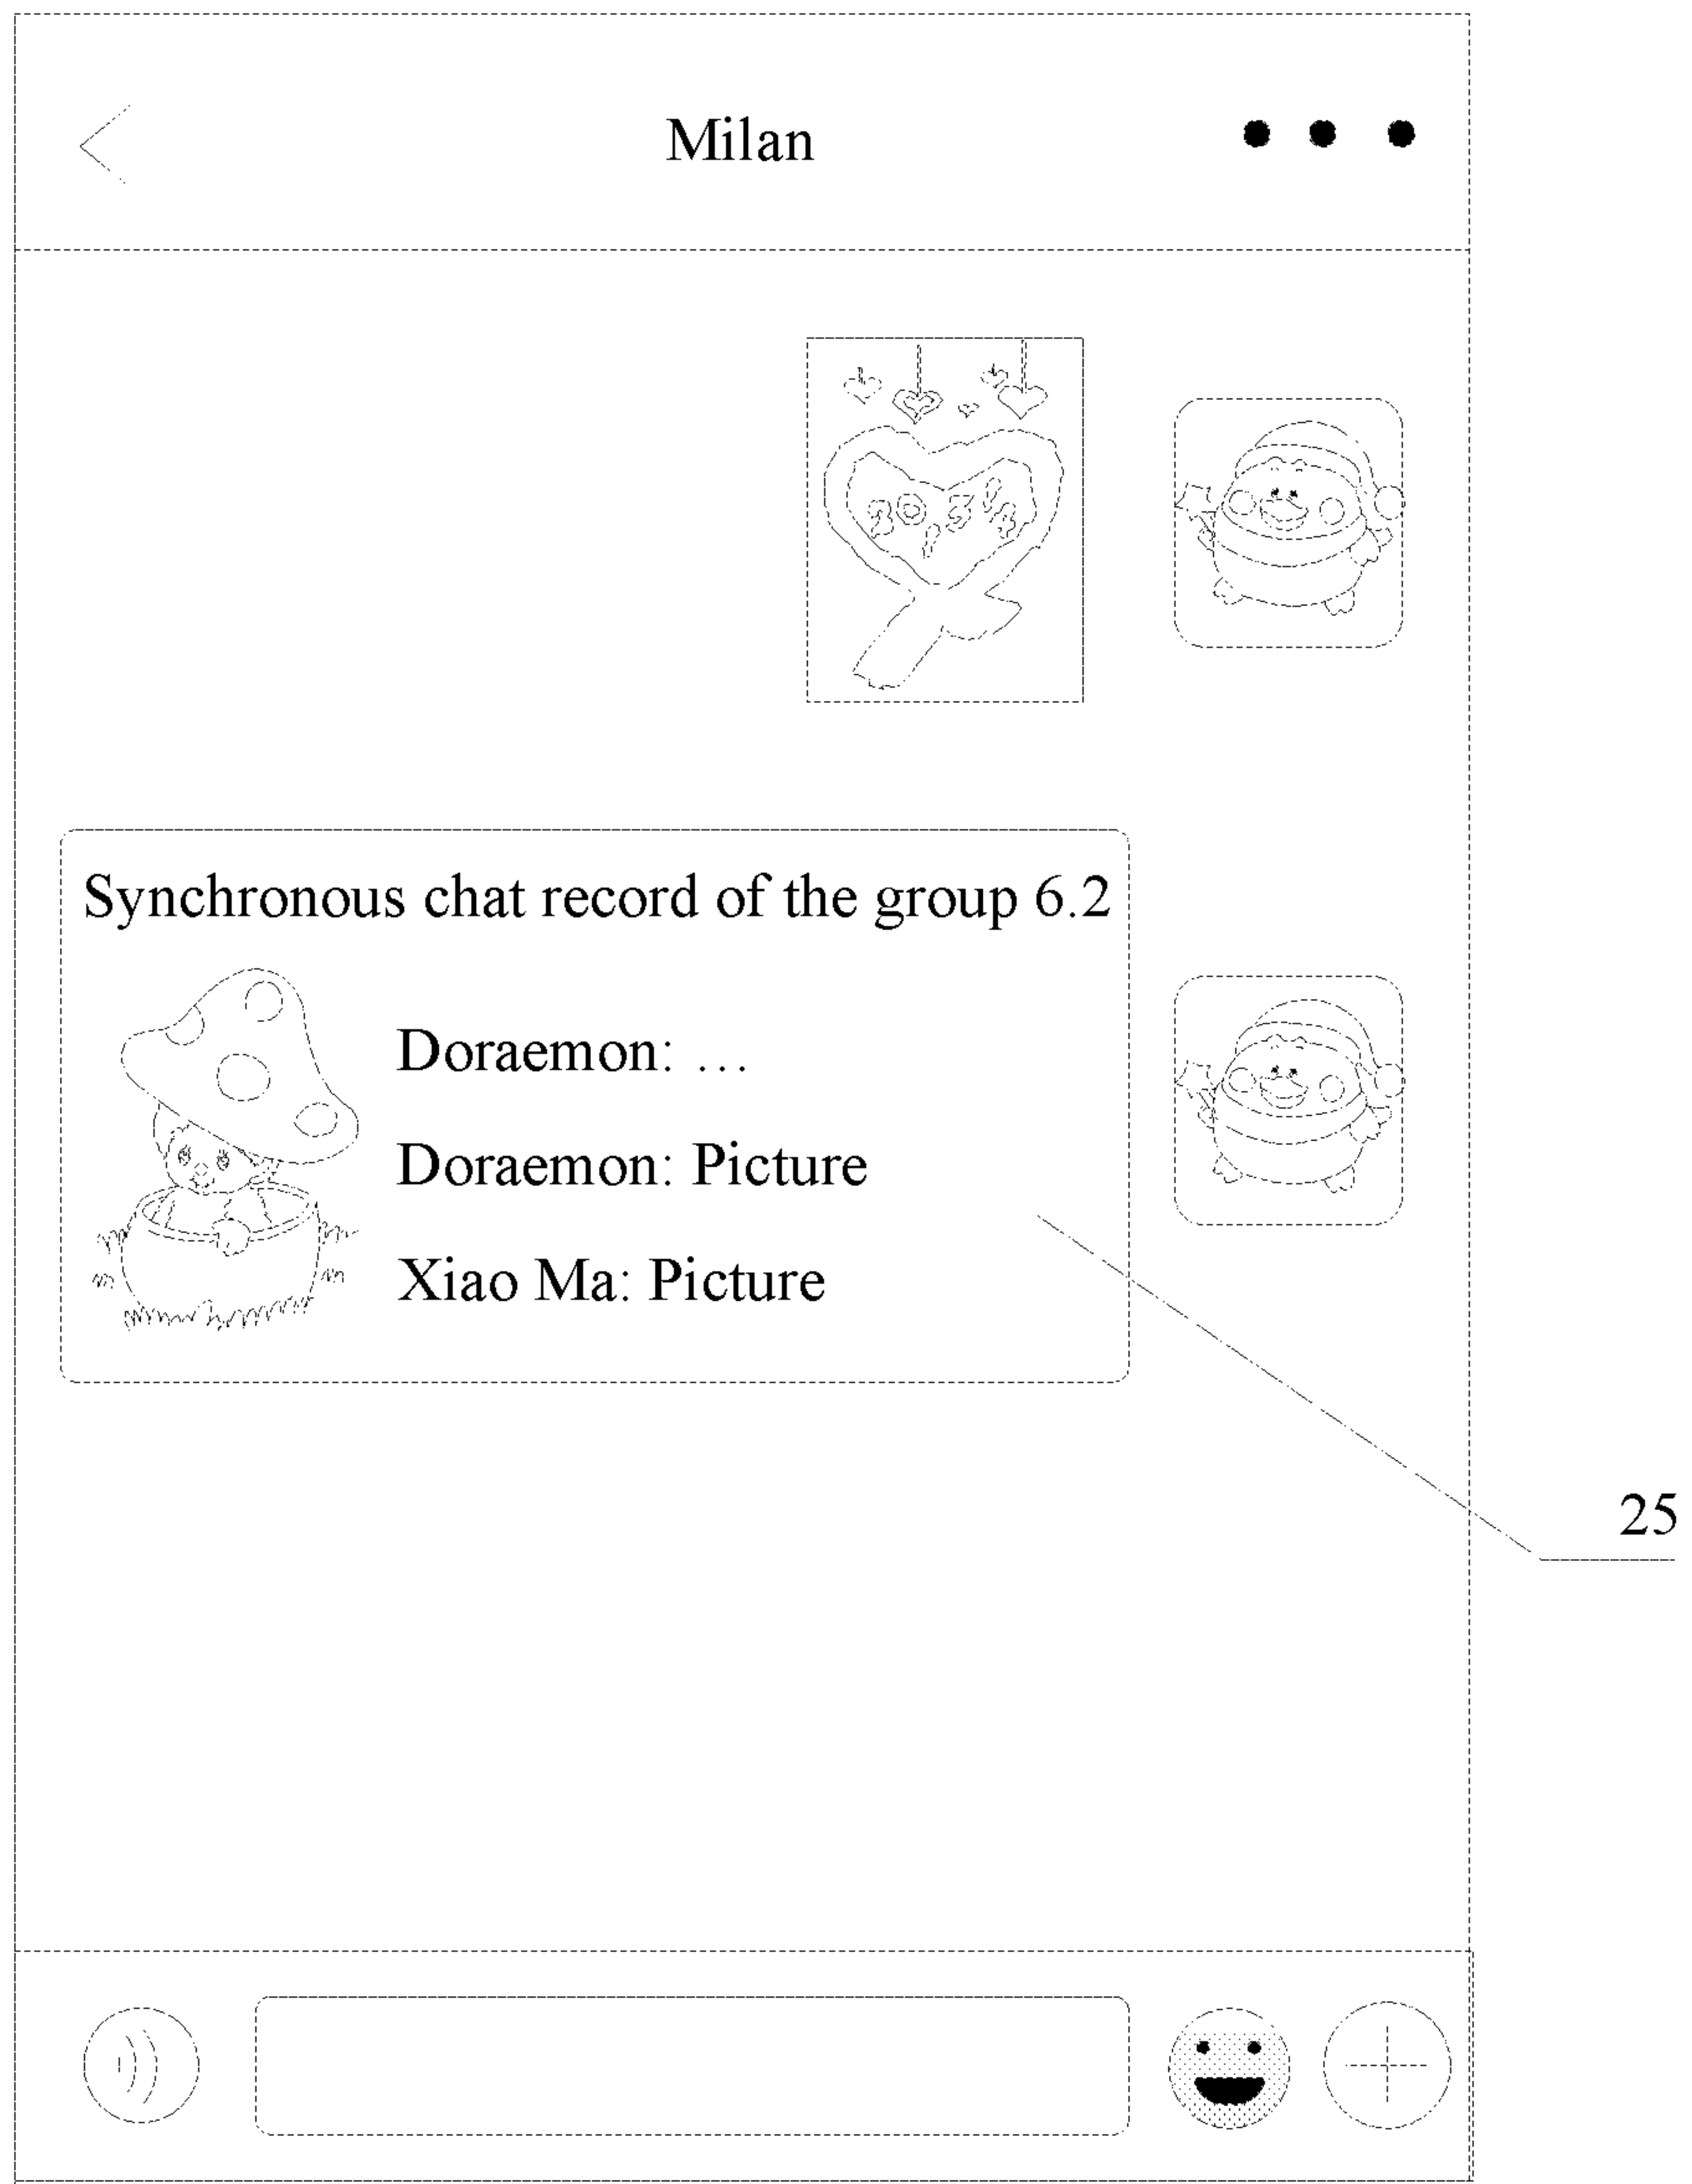 Milan
Synchronous chat record of the group 6.2
Doraemon: …
Doraemon: Picture
Xiao Ma: Picture
25